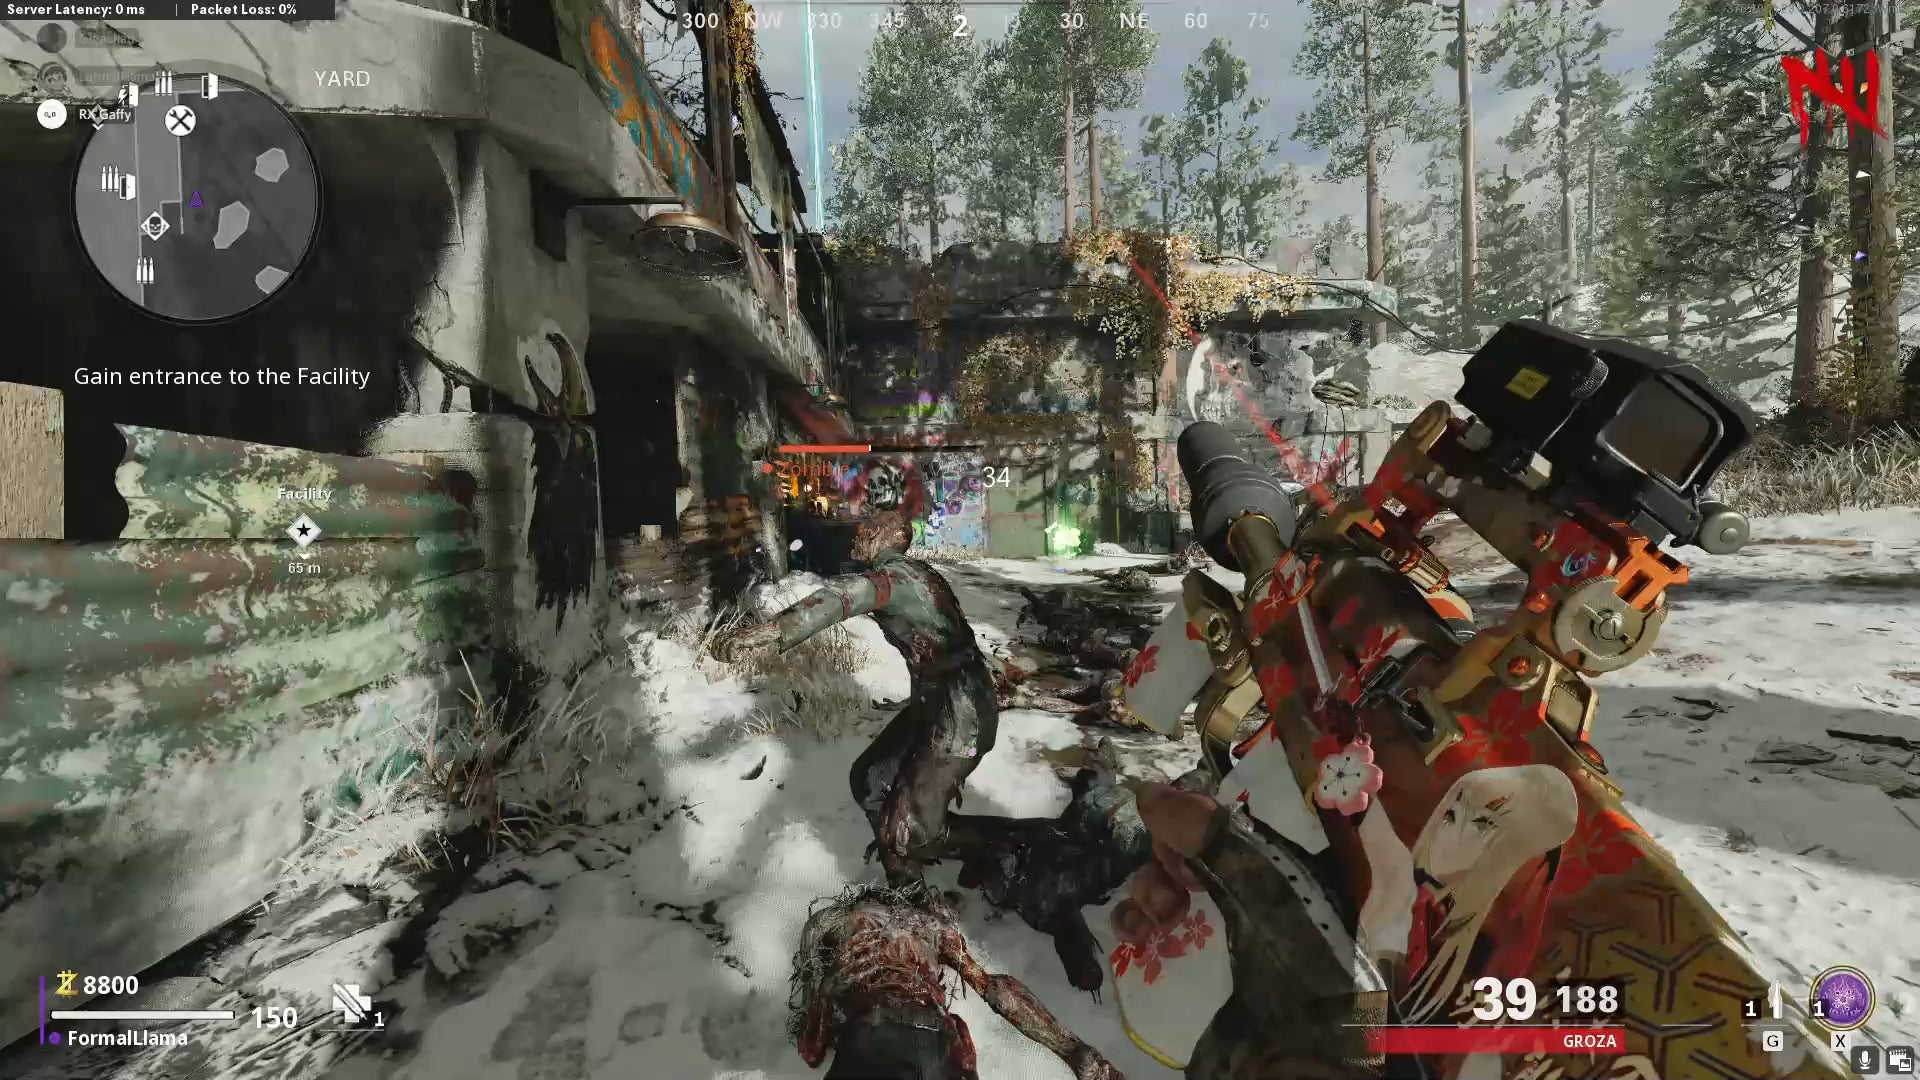 Server Latency: 0 ms | Packet Loss: 0%
300 NW 330 345 2 15 30 NE 60 75
YARD
RX Gaffy
Gain entrance to the Facility
Facility
65 m
Zombie
34
8800
150
1
FormalLlama
39 188
GROZA
1
1
G
X